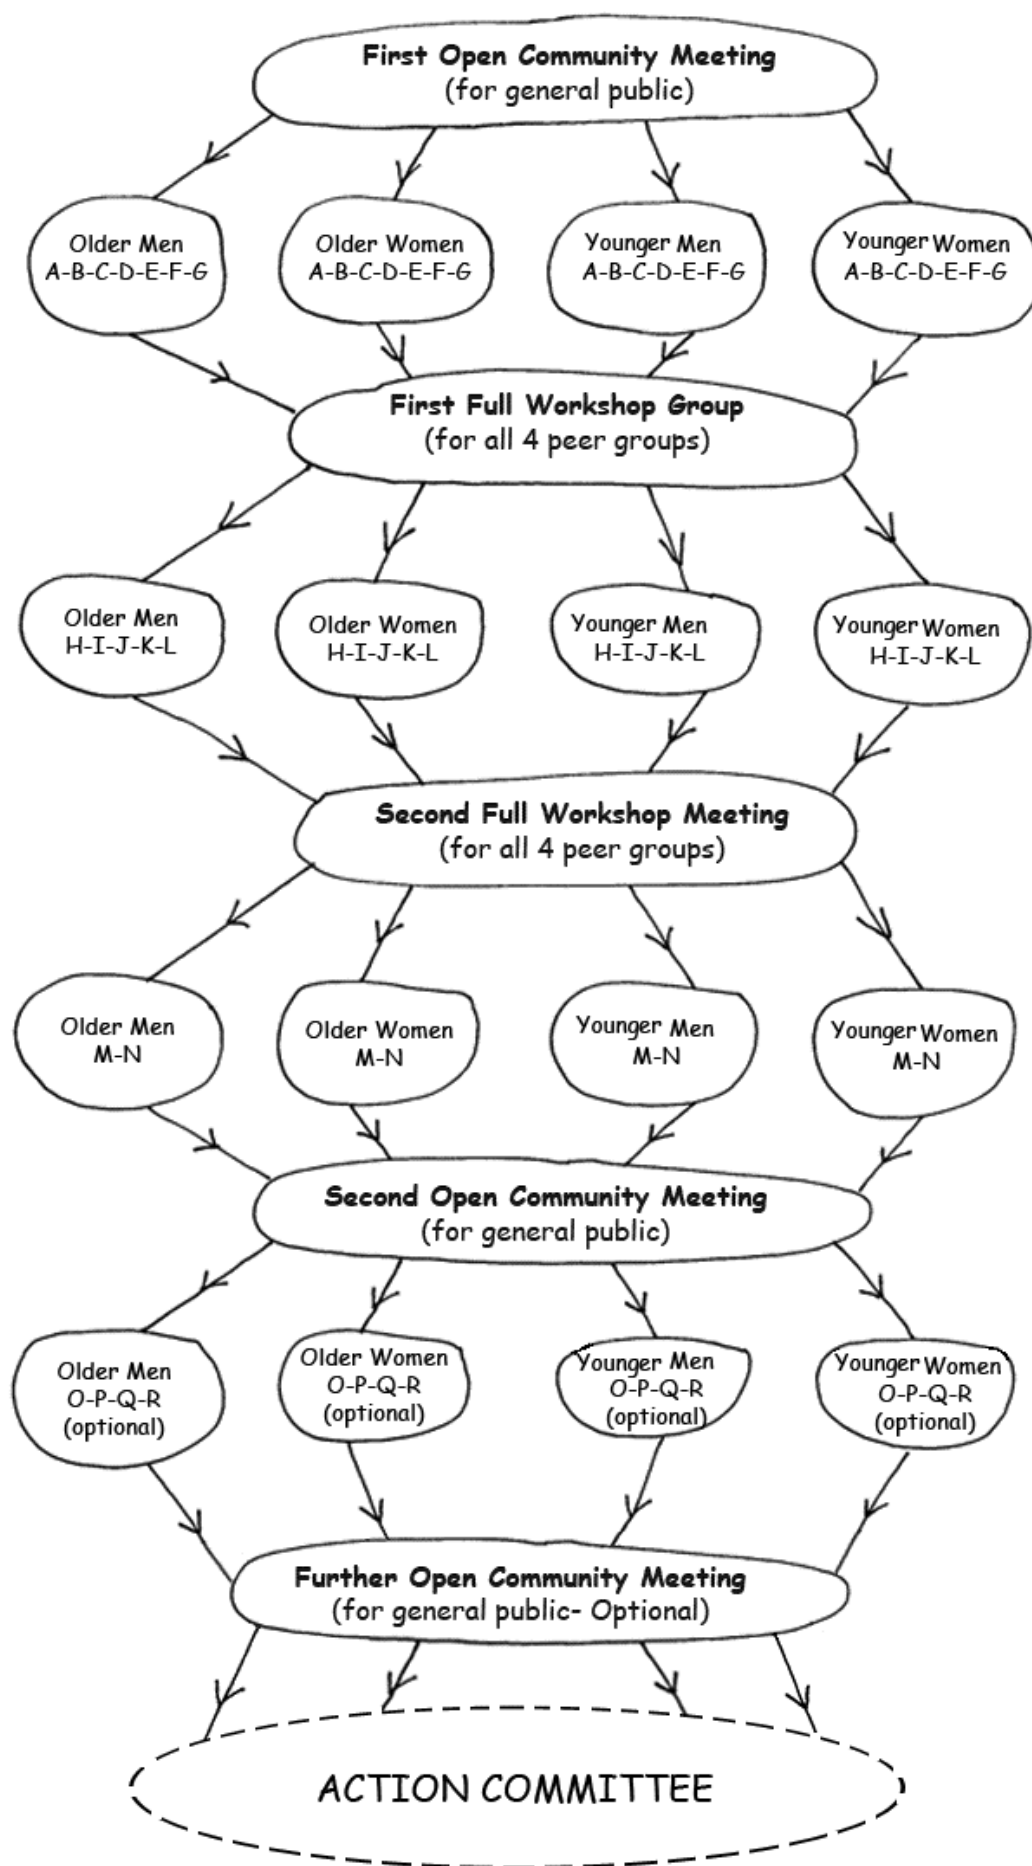 First Open Community Meeting
(for general public)
Older Men
A-B-C-D-E-F-G
Older Women
A-B-C-D-E-F-G
Younger Men
A-B-C-D-E-F-G
Younger Women
A-B-C-D-E-F-G
First Full Workshop Group
(for all 4 peer groups)
Older Men
H-I-J-K-L
Older Women
H-I-J-K-L
Younger Men
H-I-J-K-L
Younger Women
H-I-J-K-L
Second Full Workshop Meeting
(for all 4 peer groups)
Older Men
M-N
Older Women
M-N
Younger Men
M-N
Younger Women
M-N
Second Open Community Meeting
(for general public)
Older Men
O-P-Q-R
(optional)
Older Women
O-P-Q-R
(optional)
Younger Men
O-P-Q-R
(optional)
Younger Women
O-P-Q-R
(optional)
Further Open Community Meeting
(for general public- Optional)
ACTION COMMITTEE